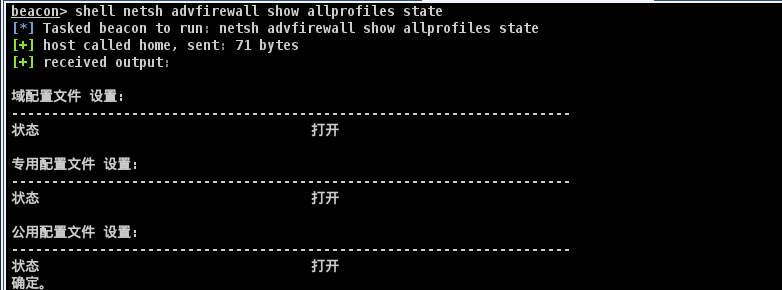 beacon> shell netsh advfirewall show allprofiles state
[*] Tasked beacon to run: netsh advfirewall show allprofiles state
[+] host called home, sent: 71 bytes
[+] received output:
域配置文件 设置:
----------------------------------------------------------------------
状态 打开
专用配置文件 设置:
----------------------------------------------------------------------
状态 打开
公用配置文件 设置:
----------------------------------------------------------------------
状态 打开
确定。